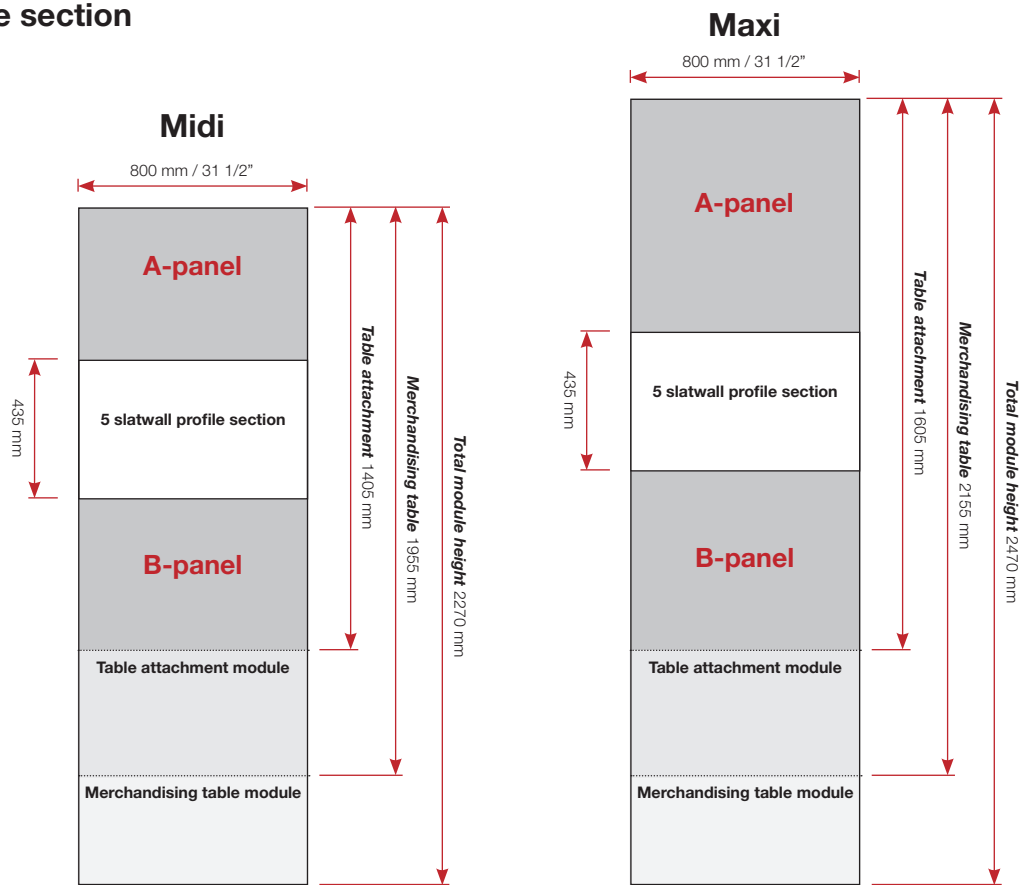 e section
Midi
800 mm / 31 1/2”
A-panel
5 slatwall profile section
435 mm
B-panel
Table attachment 1405 mm
Merchandising table 1955 mm
Total module height 2270 mm
Table attachment module
Merchandising table module
Maxi
800 mm / 31 1/2”
A-panel
5 slatwall profile section
435 mm
B-panel
Table attachment 1605 mm
Merchandising table 2155 mm
Total module height 2470 mm
Table attachment module
Merchandising table module